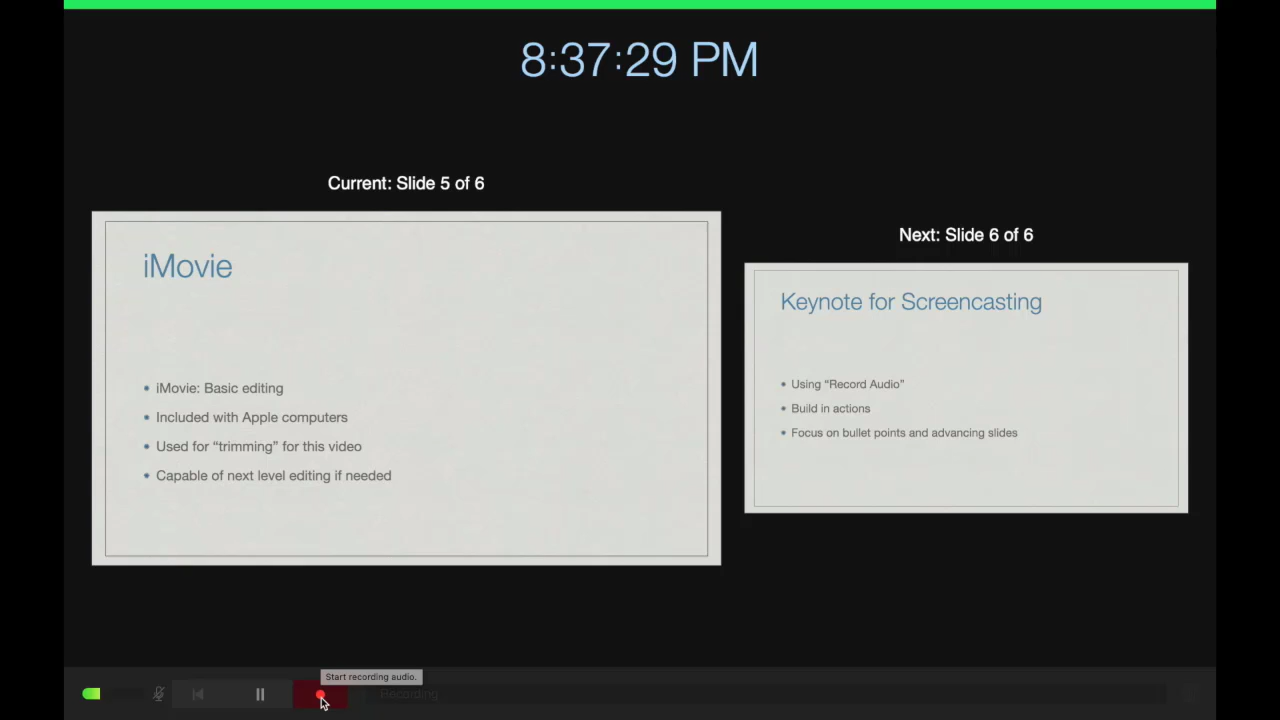 8:37:29 PM
Current: Slide 5 of 6
iMovie
iMovie: Basic editing
Included with Apple computers
Used for “trimming” for this video
Capable of next level editing if needed
Next: Slide 6 of 6
Keynote for Screencasting
Using “Record Audio”
Build in actions
Focus on bullet points and advancing slides
Start recording audio.
Recording